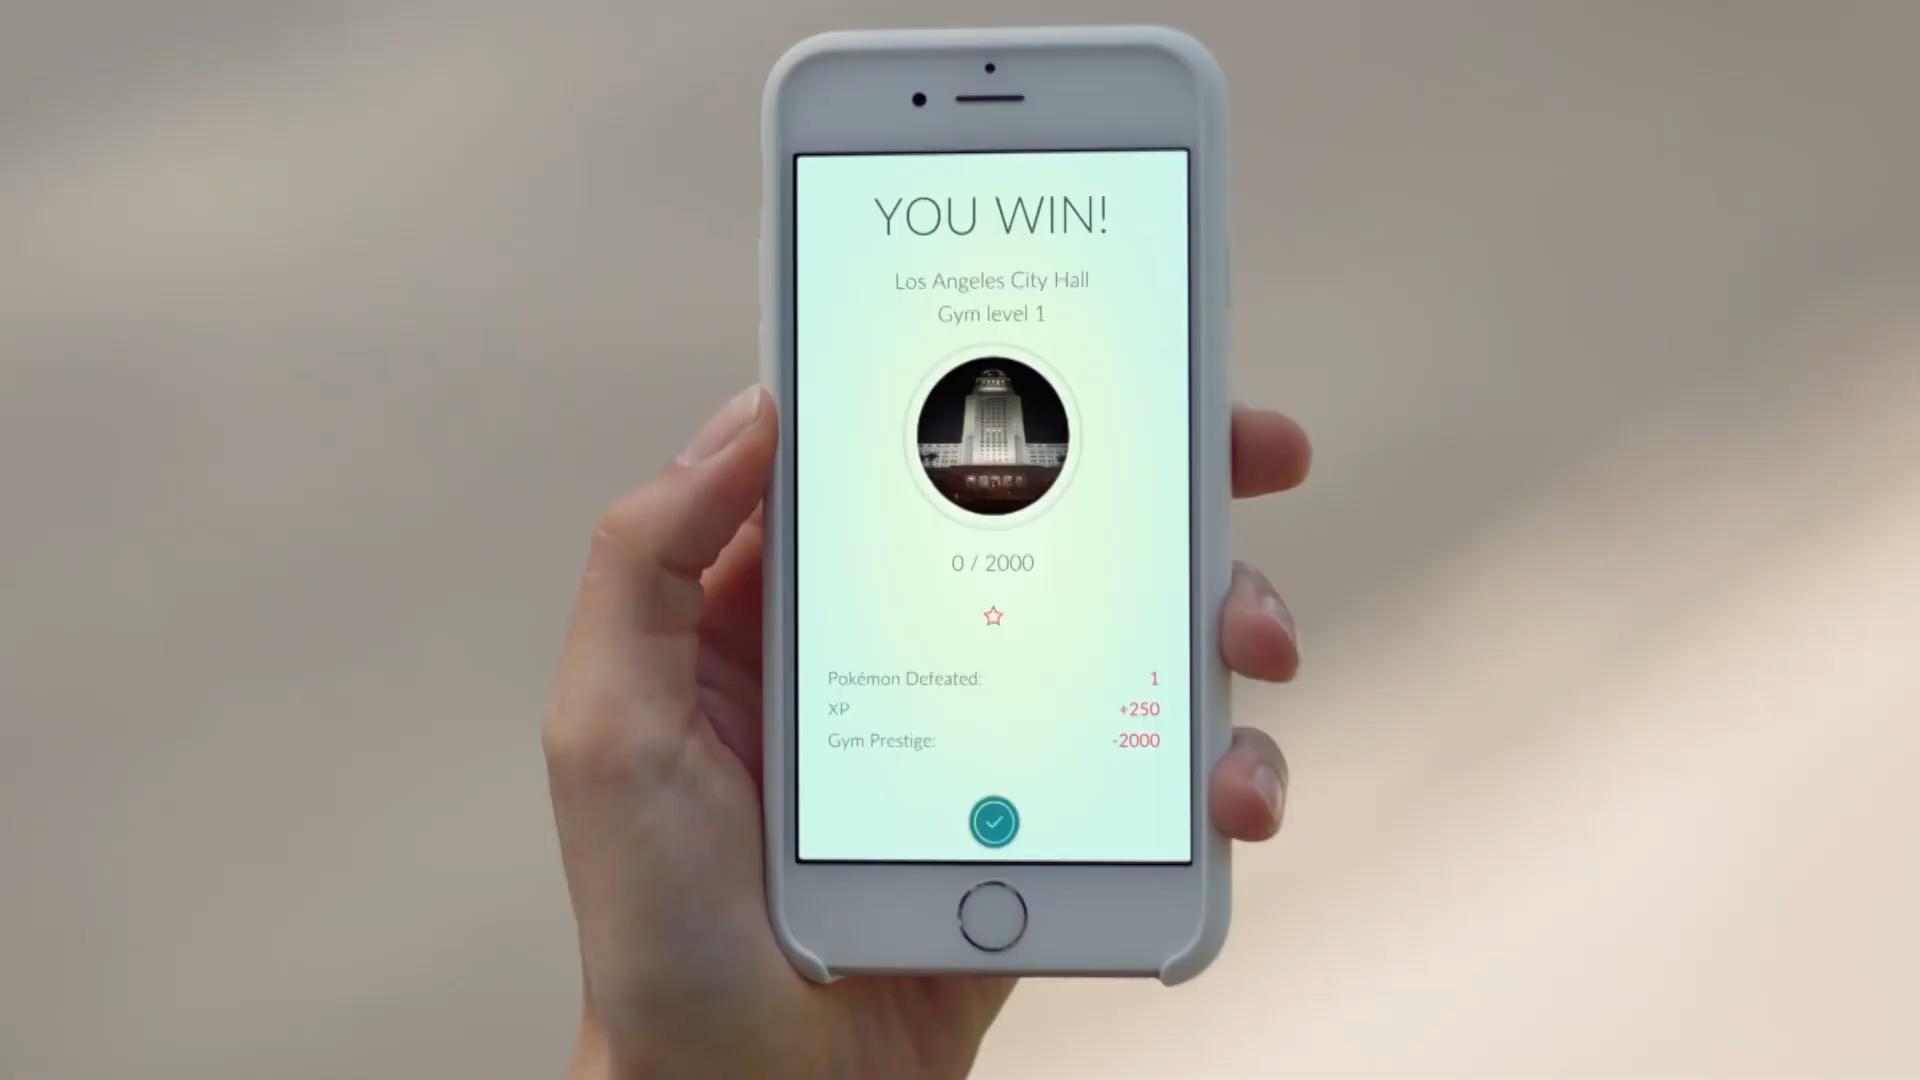 YOU WIN!
Los Angeles City Hall
Gym level 1
0 / 2000
Pokémon Defeated: 1
XP +250
Gym Prestige: -2000